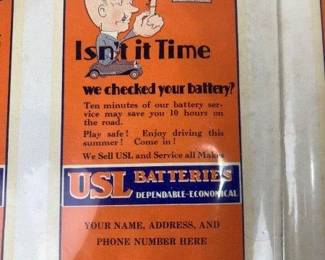 Isn't it Time
we checked your battery?
Ten minutes of our battery ser-
vice may save you 10 hours on
the road.
Play safe! Enjoy driving this
summer! Come in!
We Sell USL and Service all Makes
USL BATTERIES
DEPENDABLE-ECONOMICAL
YOUR NAME, ADDRESS, AND
PHONE NUMBER HERE